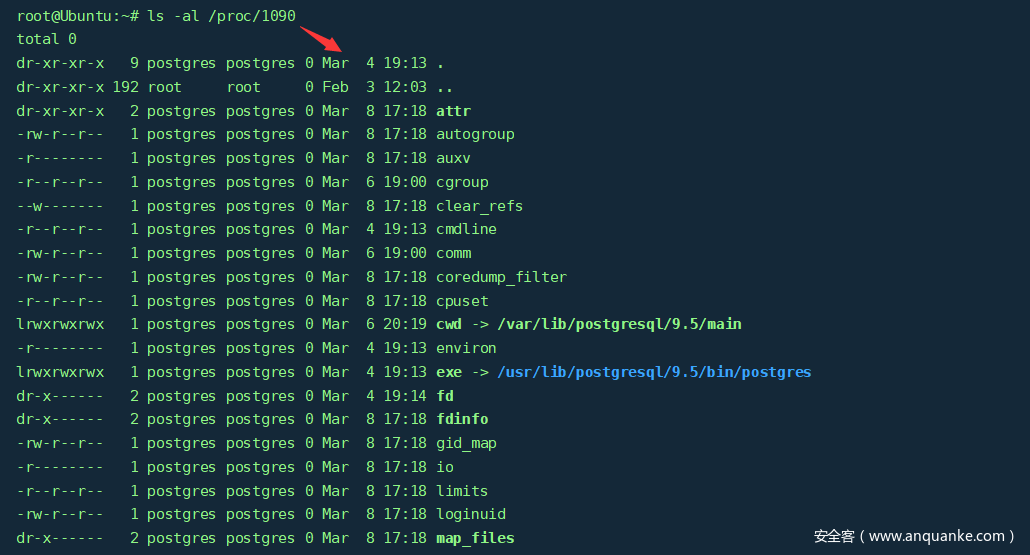 root@Ubuntu:~# ls -al /proc/1090
total 0
dr-xr-xr-x   9 postgres postgres 0 Mar  4 19:13 .
dr-xr-xr-x 192 root     root     0 Feb  3 12:03 ..
dr-xr-xr-x   2 postgres postgres 0 Mar  8 17:18 attr
-rw-r--r--   1 postgres postgres 0 Mar  8 17:18 autogroup
-r--------   1 postgres postgres 0 Mar  8 17:18 auxv
-r--r--r--   1 postgres postgres 0 Mar  6 19:00 cgroup
--w-------   1 postgres postgres 0 Mar  8 17:18 clear_refs
-r--r--r--   1 postgres postgres 0 Mar  4 19:13 cmdline
-rw-r--r--   1 postgres postgres 0 Mar  6 19:00 comm
-rw-r--r--   1 postgres postgres 0 Mar  8 17:18 coredump_filter
-r--r--r--   1 postgres postgres 0 Mar  8 17:18 cpuset
lrwxrwxrwx   1 postgres postgres 0 Mar  6 20:19 cwd -> /var/lib/postgresql/9.5/main
-r--------   1 postgres postgres 0 Mar  4 19:13 environ
lrwxrwxrwx   1 postgres postgres 0 Mar  4 19:13 exe -> /usr/lib/postgresql/9.5/bin/postgres
dr-x------   2 postgres postgres 0 Mar  4 19:14 fd
dr-x------   2 postgres postgres 0 Mar  8 17:18 fdinfo
-rw-r--r--   1 postgres postgres 0 Mar  8 17:18 gid_map
-r--------   1 postgres postgres 0 Mar  8 17:18 io
-r--r--r--   1 postgres postgres 0 Mar  8 17:18 limits
-rw-r--r--   1 postgres postgres 0 Mar  8 17:18 loginuid
dr-x------   2 postgres postgres 0 Mar  8 17:18 map_files
安全客（www.anquanke.com）